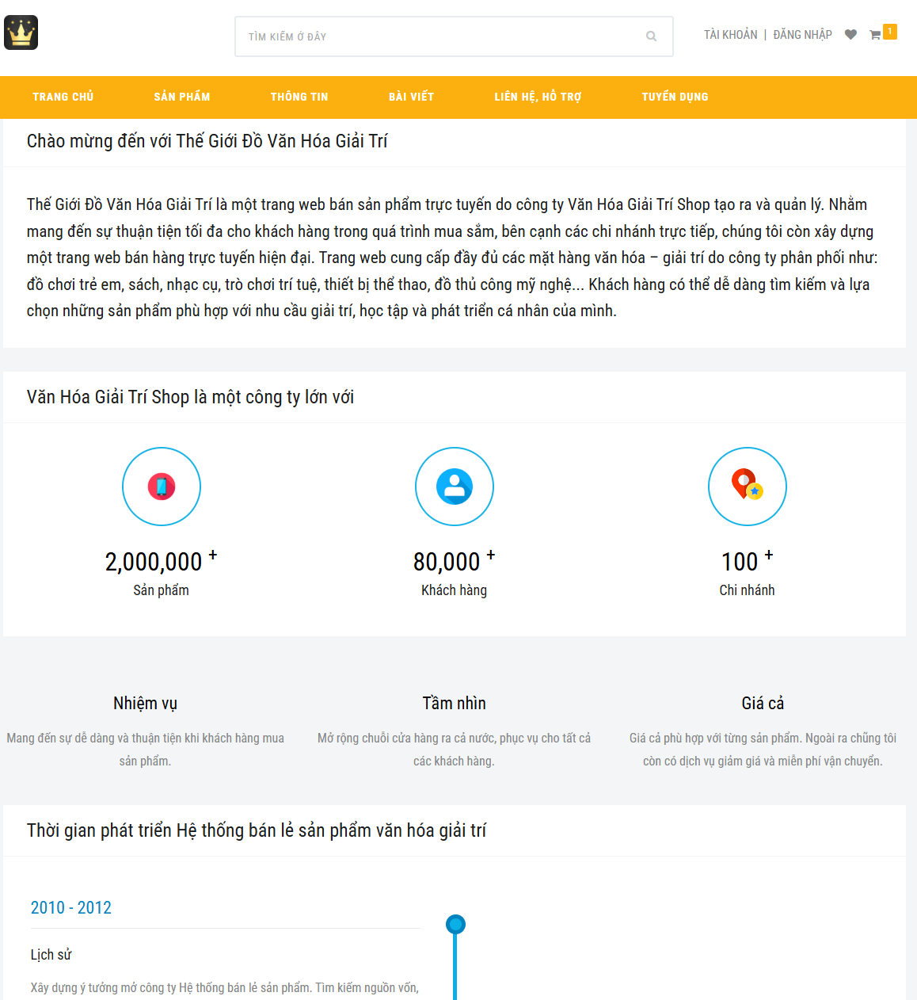 TÌM KIẾM Ở ĐÂY
TÀI KHOẢN | ĐĂNG NHẬP
1
TRANG CHỦ
SẢN PHẨM
THÔNG TIN
BÀI VIẾT
LIÊN HỆ, HỖ TRỢ
TUYỂN DỤNG
Chào mừng đến với Thế Giới Đồ Văn Hóa Giải Trí
Thế Giới Đồ Văn Hóa Giải Trí là một trang web bán sản phẩm trực tuyến do công ty Văn Hóa Giải Trí Shop tạo ra và quản lý. Nhằm
mang đến sự thuận tiện tối đa cho khách hàng trong quá trình mua sắm, bên cạnh các chi nhánh trực tiếp, chúng tôi còn xây dựng
một trang web bán hàng trực tuyến hiện đại. Trang web cung cấp đầy đủ các mặt hàng văn hóa – giải trí do công ty phân phối như:
đồ chơi trẻ em, sách, nhạc cụ, trò chơi trí tuệ, thiết bị thể thao, đồ thủ công mỹ nghệ... Khách hàng có thể dễ dàng tìm kiếm và lựa
chọn những sản phẩm phù hợp với nhu cầu giải trí, học tập và phát triển cá nhân của mình.
Văn Hóa Giải Trí Shop là một công ty lớn với
2,000,000 +
Sản phẩm
80,000 +
Khách hàng
100 +
Chi nhánh
Nhiệm vụ
Mang đến sự dễ dàng và thuận tiện khi khách hàng mua
sản phẩm.
Tầm nhìn
Mở rộng chuỗi cửa hàng ra cả nước, phục vụ cho tất cả
các khách hàng.
Giá cả
Giá cả phù hợp với từng sản phẩm. Ngoài ra chũng tôi
còn có dịch vụ giảm giá và miễn phí vận chuyển.
Thời gian phát triển Hệ thống bán lẻ sản phẩm văn hóa giải trí
2010 - 2012
Lịch sử
Xây dựng ý tưởng mở công ty Hệ thống bán lẻ sản phẩm. Tìm kiếm nguồn vốn,